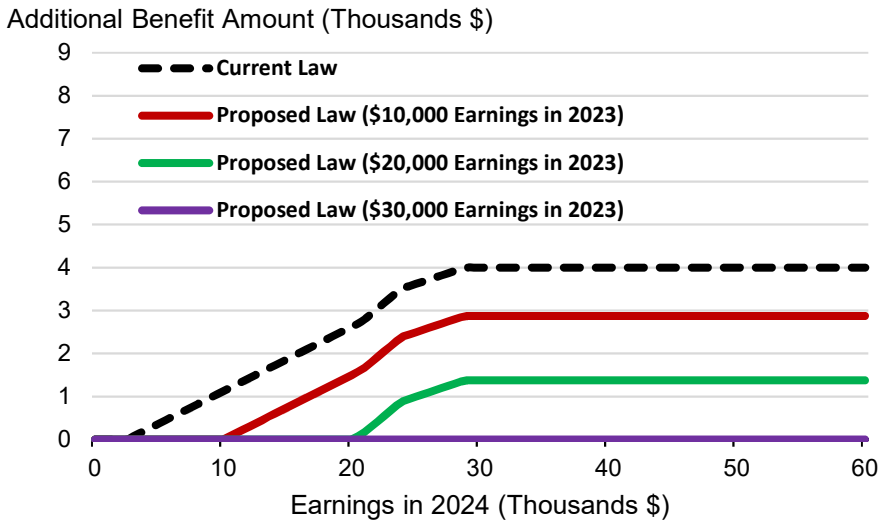 Additional Benefit Amount (Thousands $)
9
8
7
6
5
4
3
2
1
0
Current Law
Proposed Law ($10,000 Earnings in 2023)
Proposed Law ($20,000 Earnings in 2023)
Proposed Law ($30,000 Earnings in 2023)
0 10 20 30 40 50 60
Earnings in 2024 (Thousands $)